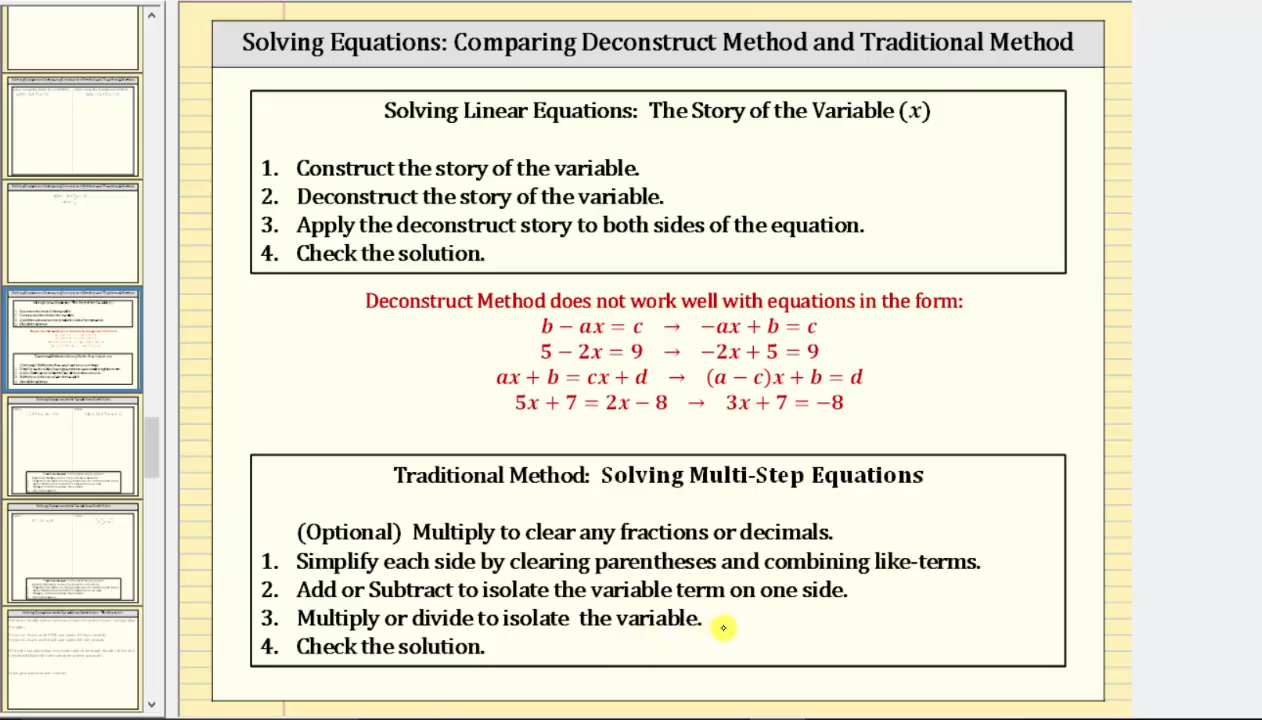 Solving Equations: Comparing Deconstruct Method and Traditional Method
Solving Linear Equations: The Story of the Variable (x)
1. Construct the story of the variable.
2. Deconstruct the story of the variable.
3. Apply the deconstruct story to both sides of the equation.
4. Check the solution.
Deconstruct Method does not work well with equations in the form:
b − ax = c → −ax + b = c
5 − 2x = 9 → −2x + 5 = 9
ax + b = cx + d → (a − c)x + b = d
5x + 7 = 2x − 8 → 3x + 7 = −8
Traditional Method: Solving Multi-Step Equations
(Optional) Multiply to clear any fractions or decimals.
1. Simplify each side by clearing parentheses and combining like-terms.
2. Add or Subtract to isolate the variable term on one side.
3. Multiply or divide to isolate the variable.
4. Check the solution.